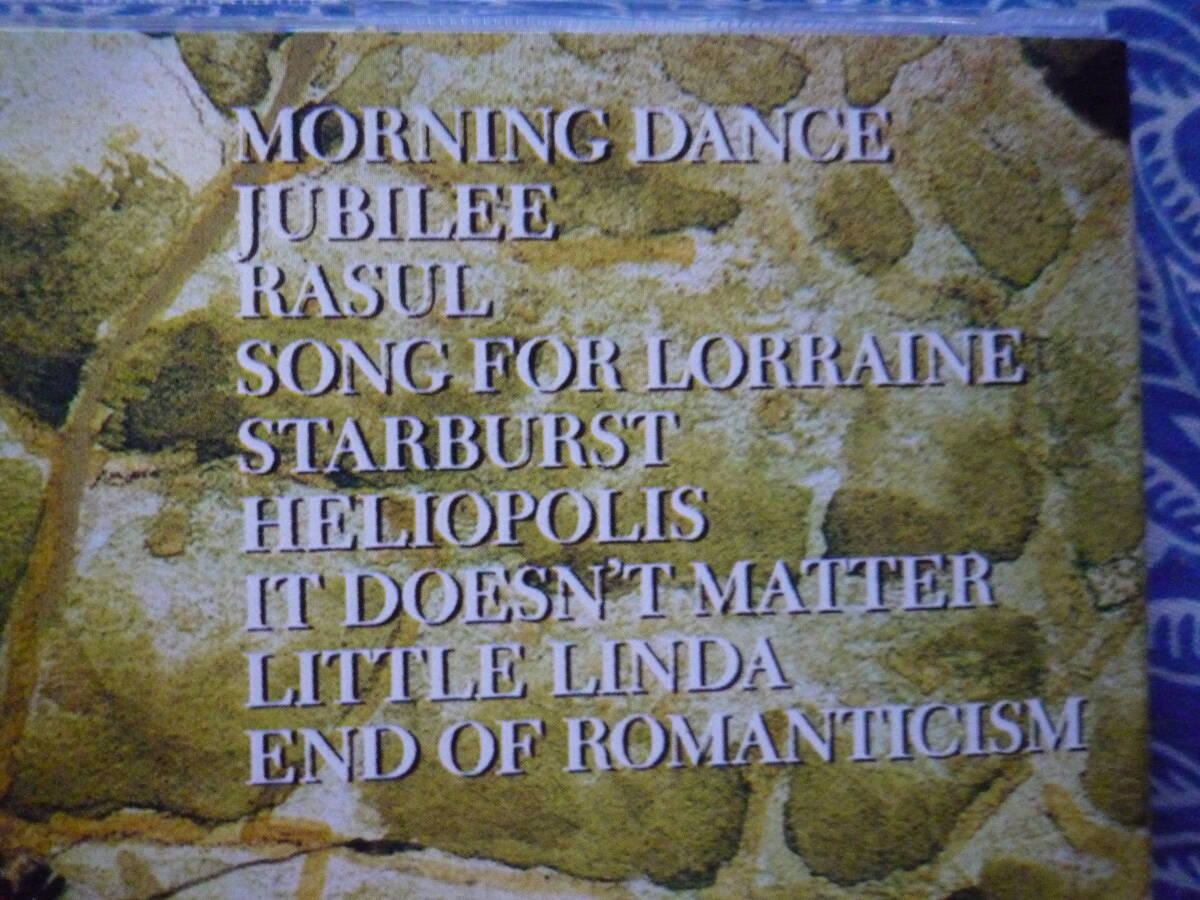 MORNING DANCE
JUBILEE
RASUL
SONG FOR LORRAINE
STARBURST
HELIOPOLIS
IT DOESN'T MATTER
LITTLE LINDA
END OF ROMANTICISM